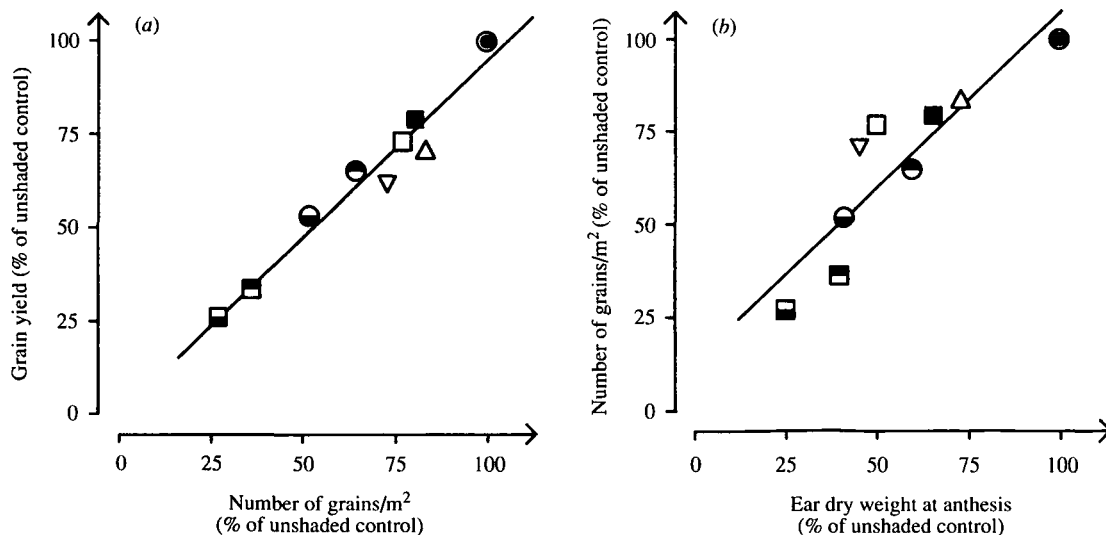 (a)
Grain yield (% of unshaded control)
100
75
50
25
0
0 25 50 75 100
Number of grains/m²
(% of unshaded control)
(b)
Number of grains/m² (% of unshaded control)
100
75
50
25
0
0 25 50 75 100
Ear dry weight at anthesis
(% of unshaded control)